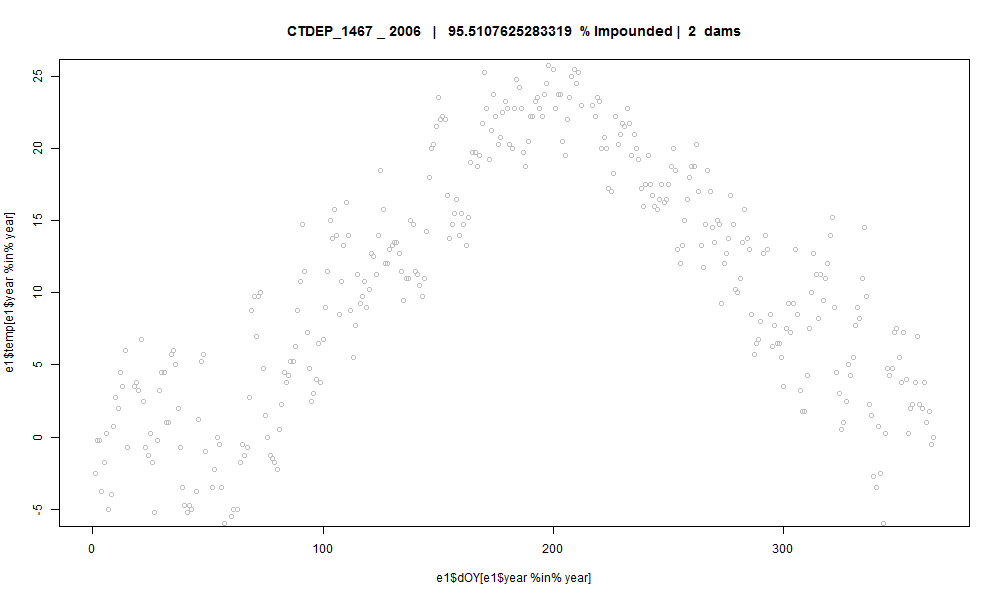 CTDEP_1467 _ 2006 | 95.5107625283319 % Impounded | 2 dams
25
20
15
10
5
0
-5
e1$temp[e1$year %in% year]
0 100 200 300
e1$dOY[e1$year %in% year]